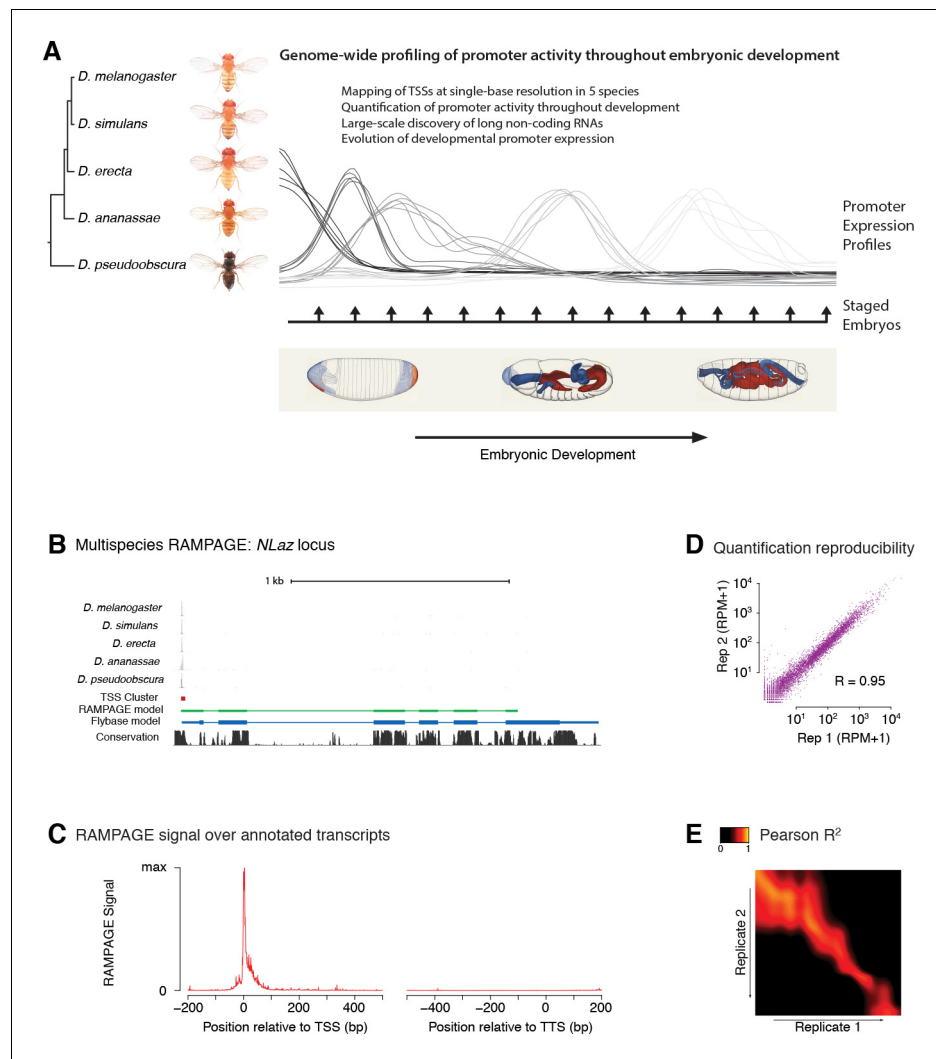 A
Genome-wide profiling of promoter activity throughout embryonic development
D. melanogaster
D. simulans
D. erecta
D. ananassae
D. pseudoobscura
Mapping of TSSs at single-base resolution in 5 species
Quantification of promoter activity throughout development
Large-scale discovery of long non-coding RNAs
Evolution of developmental promoter expression
Promoter
Expression
Profiles
Staged
Embryos
Embryonic Development
B Multispecies RAMPAGE: NLaz locus
1 kb
D. melanogaster
D. simulans
D. erecta
D. ananassae
D. pseudoobscura
TSS Cluster
RAMPAGE model
Flybase model
Conservation
C RAMPAGE signal over annotated transcripts
max
0
RAMPAGE Signal
−200 0 200 400
Position relative to TSS (bp)
−400 −200 0 200
Position relative to TTS (bp)
D Quantification reproducibility
Rep 2 (RPM+1)
10⁴
10³
10²
10¹
R = 0.95
10¹ 10² 10³ 10⁴
Rep 1 (RPM+1)
E
0 1
Pearson R²
Replicate 2
Replicate 1